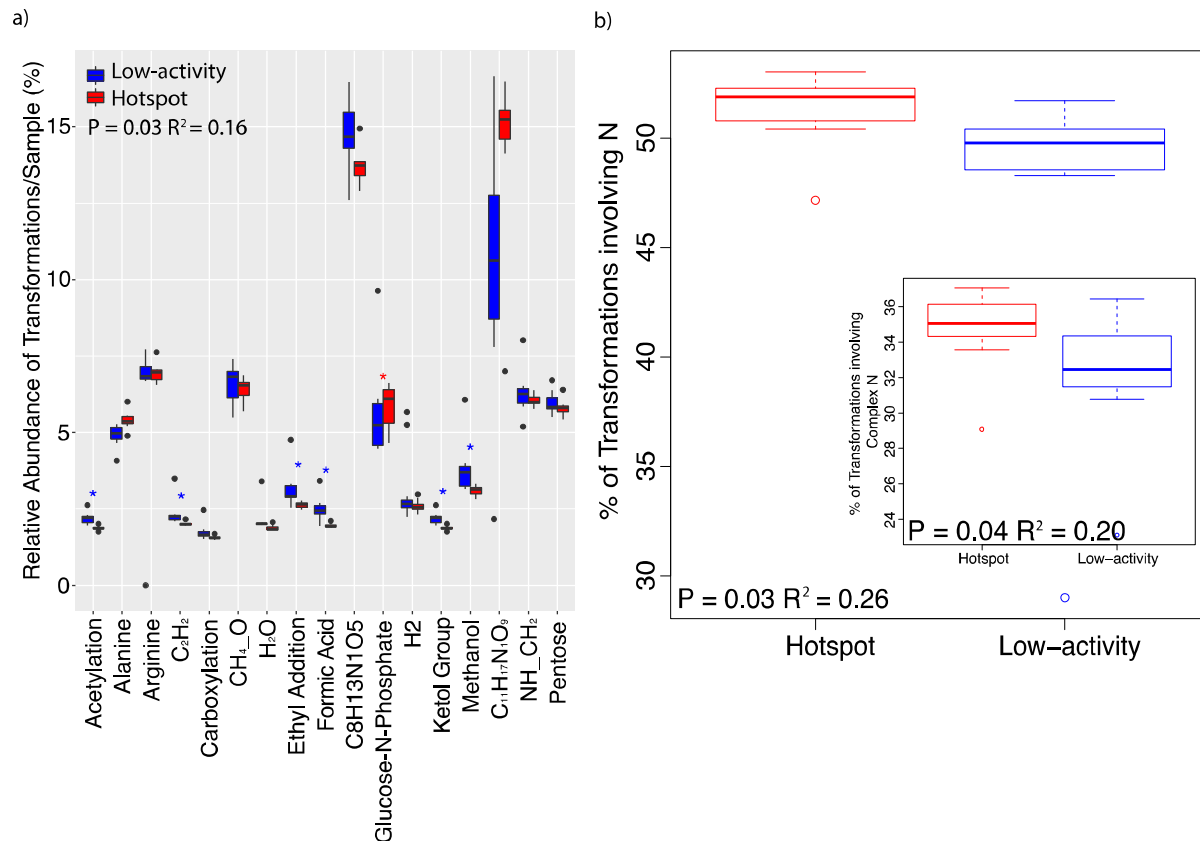 a)
Relative Abundance of Transformations/Sample (%)
15
10
5
0
Low-activity
Hotspot
P = 0.03 R² = 0.16
*
*
*
*
*
*
*
Acetylation
Alanine
Arginine
C₂H₂
Carboxylation
CH₄_O
H₂O
Ethyl Addition
Formic Acid
C8H13N1O5
Glucose-N-Phosphate
H2
Ketol Group
Methanol
C₁₁H₁₇N₁O₉
NH_CH₂
Pentose
b)
% of Transformations involving N
50
45
40
35
30
P = 0.03 R² = 0.26
Hotspot
Low−activity
% of Transformations involving
Complex N
36
34
32
30
28
26
24
P = 0.04 R² = 0.20
Hotspot
Low−activity